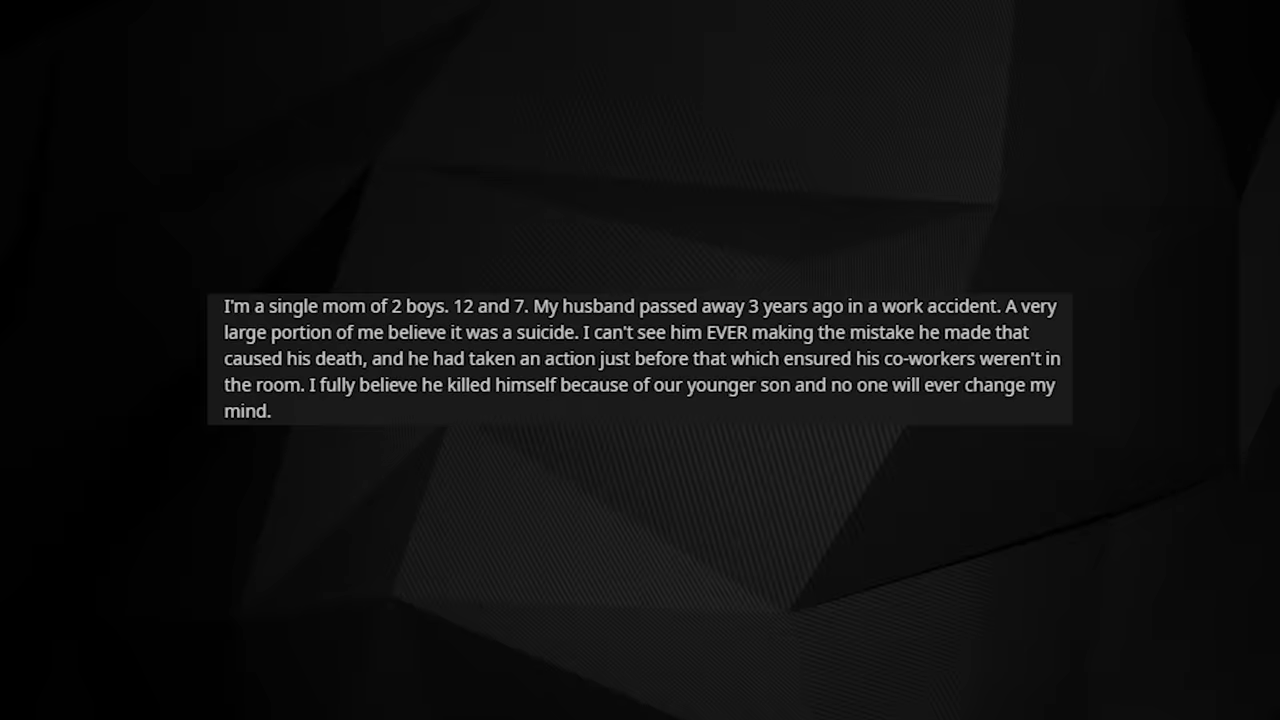 I'm a single mom of 2 boys. 12 and 7. My husband passed away 3 years ago in a work accident. A very
large portion of me believe it was a suicide. I can't see him EVER making the mistake he made that
caused his death, and he had taken an action just before that which ensured his co-workers weren't in
the room. I fully believe he killed himself because of our younger son and no one will ever change my
mind.